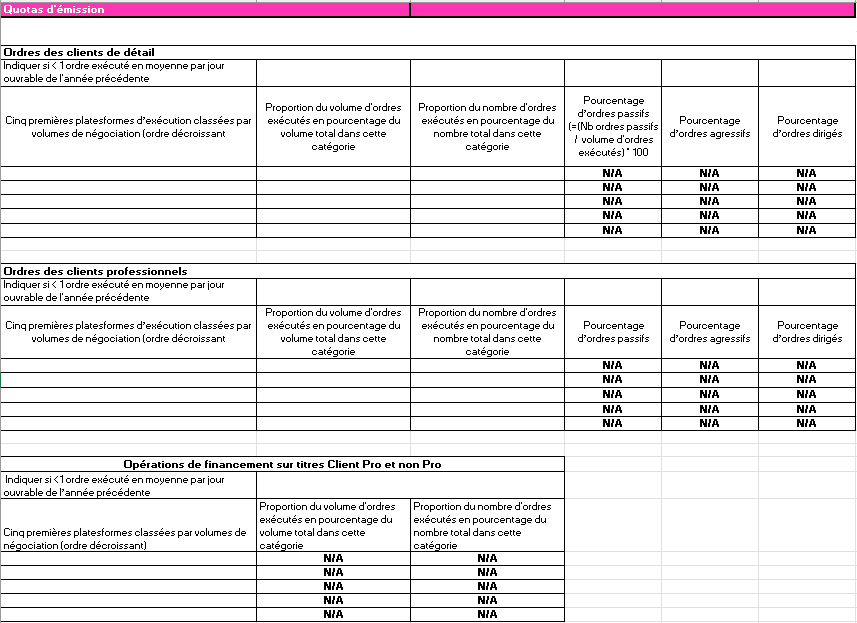 Quotas d'émission
Ordres des clients de détail
Indiquer si < 1 ordre exécuté en moyenne par jour
ouvrable de l'année précédente
Cinq premières platesformes d'exécution classées par
volumes de négociation (ordre décroissant
Proportion du volume d'ordres
exécutés en pourcentage du
volume total dans cette
catégorie
Proportion du nombre d'ordres
exécutés en pourcentage du
nombre total dans cette
catégorie
Pourcentage
d'ordres passifs
(=(Nb ordres passifs
/ volume d'ordres
exécutés) * 100
Pourcentage
d'ordres agressifs
Pourcentage
d'ordres dirigés
N/A N/A N/A
N/A N/A N/A
N/A N/A N/A
N/A N/A N/A
N/A N/A N/A
Ordres des clients professionnels
Indiquer si < 1 ordre exécuté en moyenne par jour
ouvrable de l'année précédente
Cinq premières platesformes d'exécution classées par
volumes de négociation (ordre décroissant
Proportion du volume d'ordres
exécutés en pourcentage du
volume total dans cette
catégorie
Proportion du nombre d'ordres
exécutés en pourcentage du
nombre total dans cette
catégorie
Pourcentage
d'ordres passifs
Pourcentage
d'ordres agressifs
Pourcentage
d'ordres dirigés
N/A N/A N/A
N/A N/A N/A
N/A N/A N/A
N/A N/A N/A
N/A N/A N/A
Opérations de financement sur titres Client Pro et non Pro
Indiquer si <1 ordre exécuté en moyenne par jour
ouvrable de l'année précédente
Cinq premières platesformes classées par volumes de
négociation (ordre décroissant)
Proportion du volume d'ordres
exécutés en pourcentage du
volume total dans cette
catégorie
Proportion du nombre d'ordres
exécutés en pourcentage du
nombre total dans cette
catégorie
N/A N/A
N/A N/A
N/A N/A
N/A N/A
N/A N/A